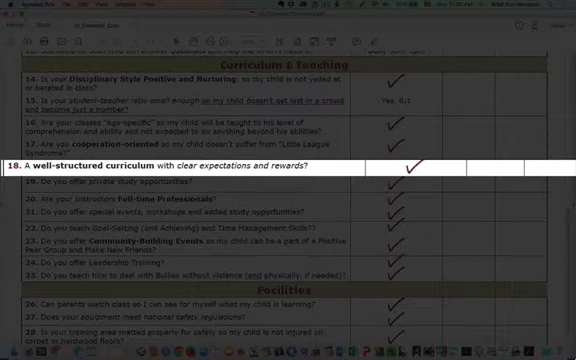 Curriculum & Teaching
14. Is your Disciplinary Style Positive and Nurturing; so my child is not yelled at
or berated in class?
15. Is your student-teacher ratio small enough so my child doesn't get lost in a crowd
and become just a number?
Yes, 6:1
16. Are your classes "age-specific" so my child will be taught to his level of
comprehension and ability and not expected to do anything beyond his abilities?
17. Are you cooperation-oriented so my child doesn't suffer from "Little League
Syndrome?"
18. A well-structured curriculum with clear expectations and rewards?
19. Do you offer private study opportunities?
20. Are your Instructors Full-time Professionals?
21. Do you offer special events, workshops and added study opportunities?
22. Do you teach Goal-Setting (and Achieving) and Time Management Skills??
23. Do you offer Community-Building Events so my child can be a part of a Positive
Peer Group and Make New Friends?
24. Do you offer Leadership Training?
25. Do you teach how to deal with Bullies without violence (and physically, if needed)?
Facilities
26. Can parents watch class so I can see for myself what my child is learning?
27. Does your equipment meet national safety regulations?
28. Is your training area matted properly for safety so my child is not injured on
carpet or hardwood floors?